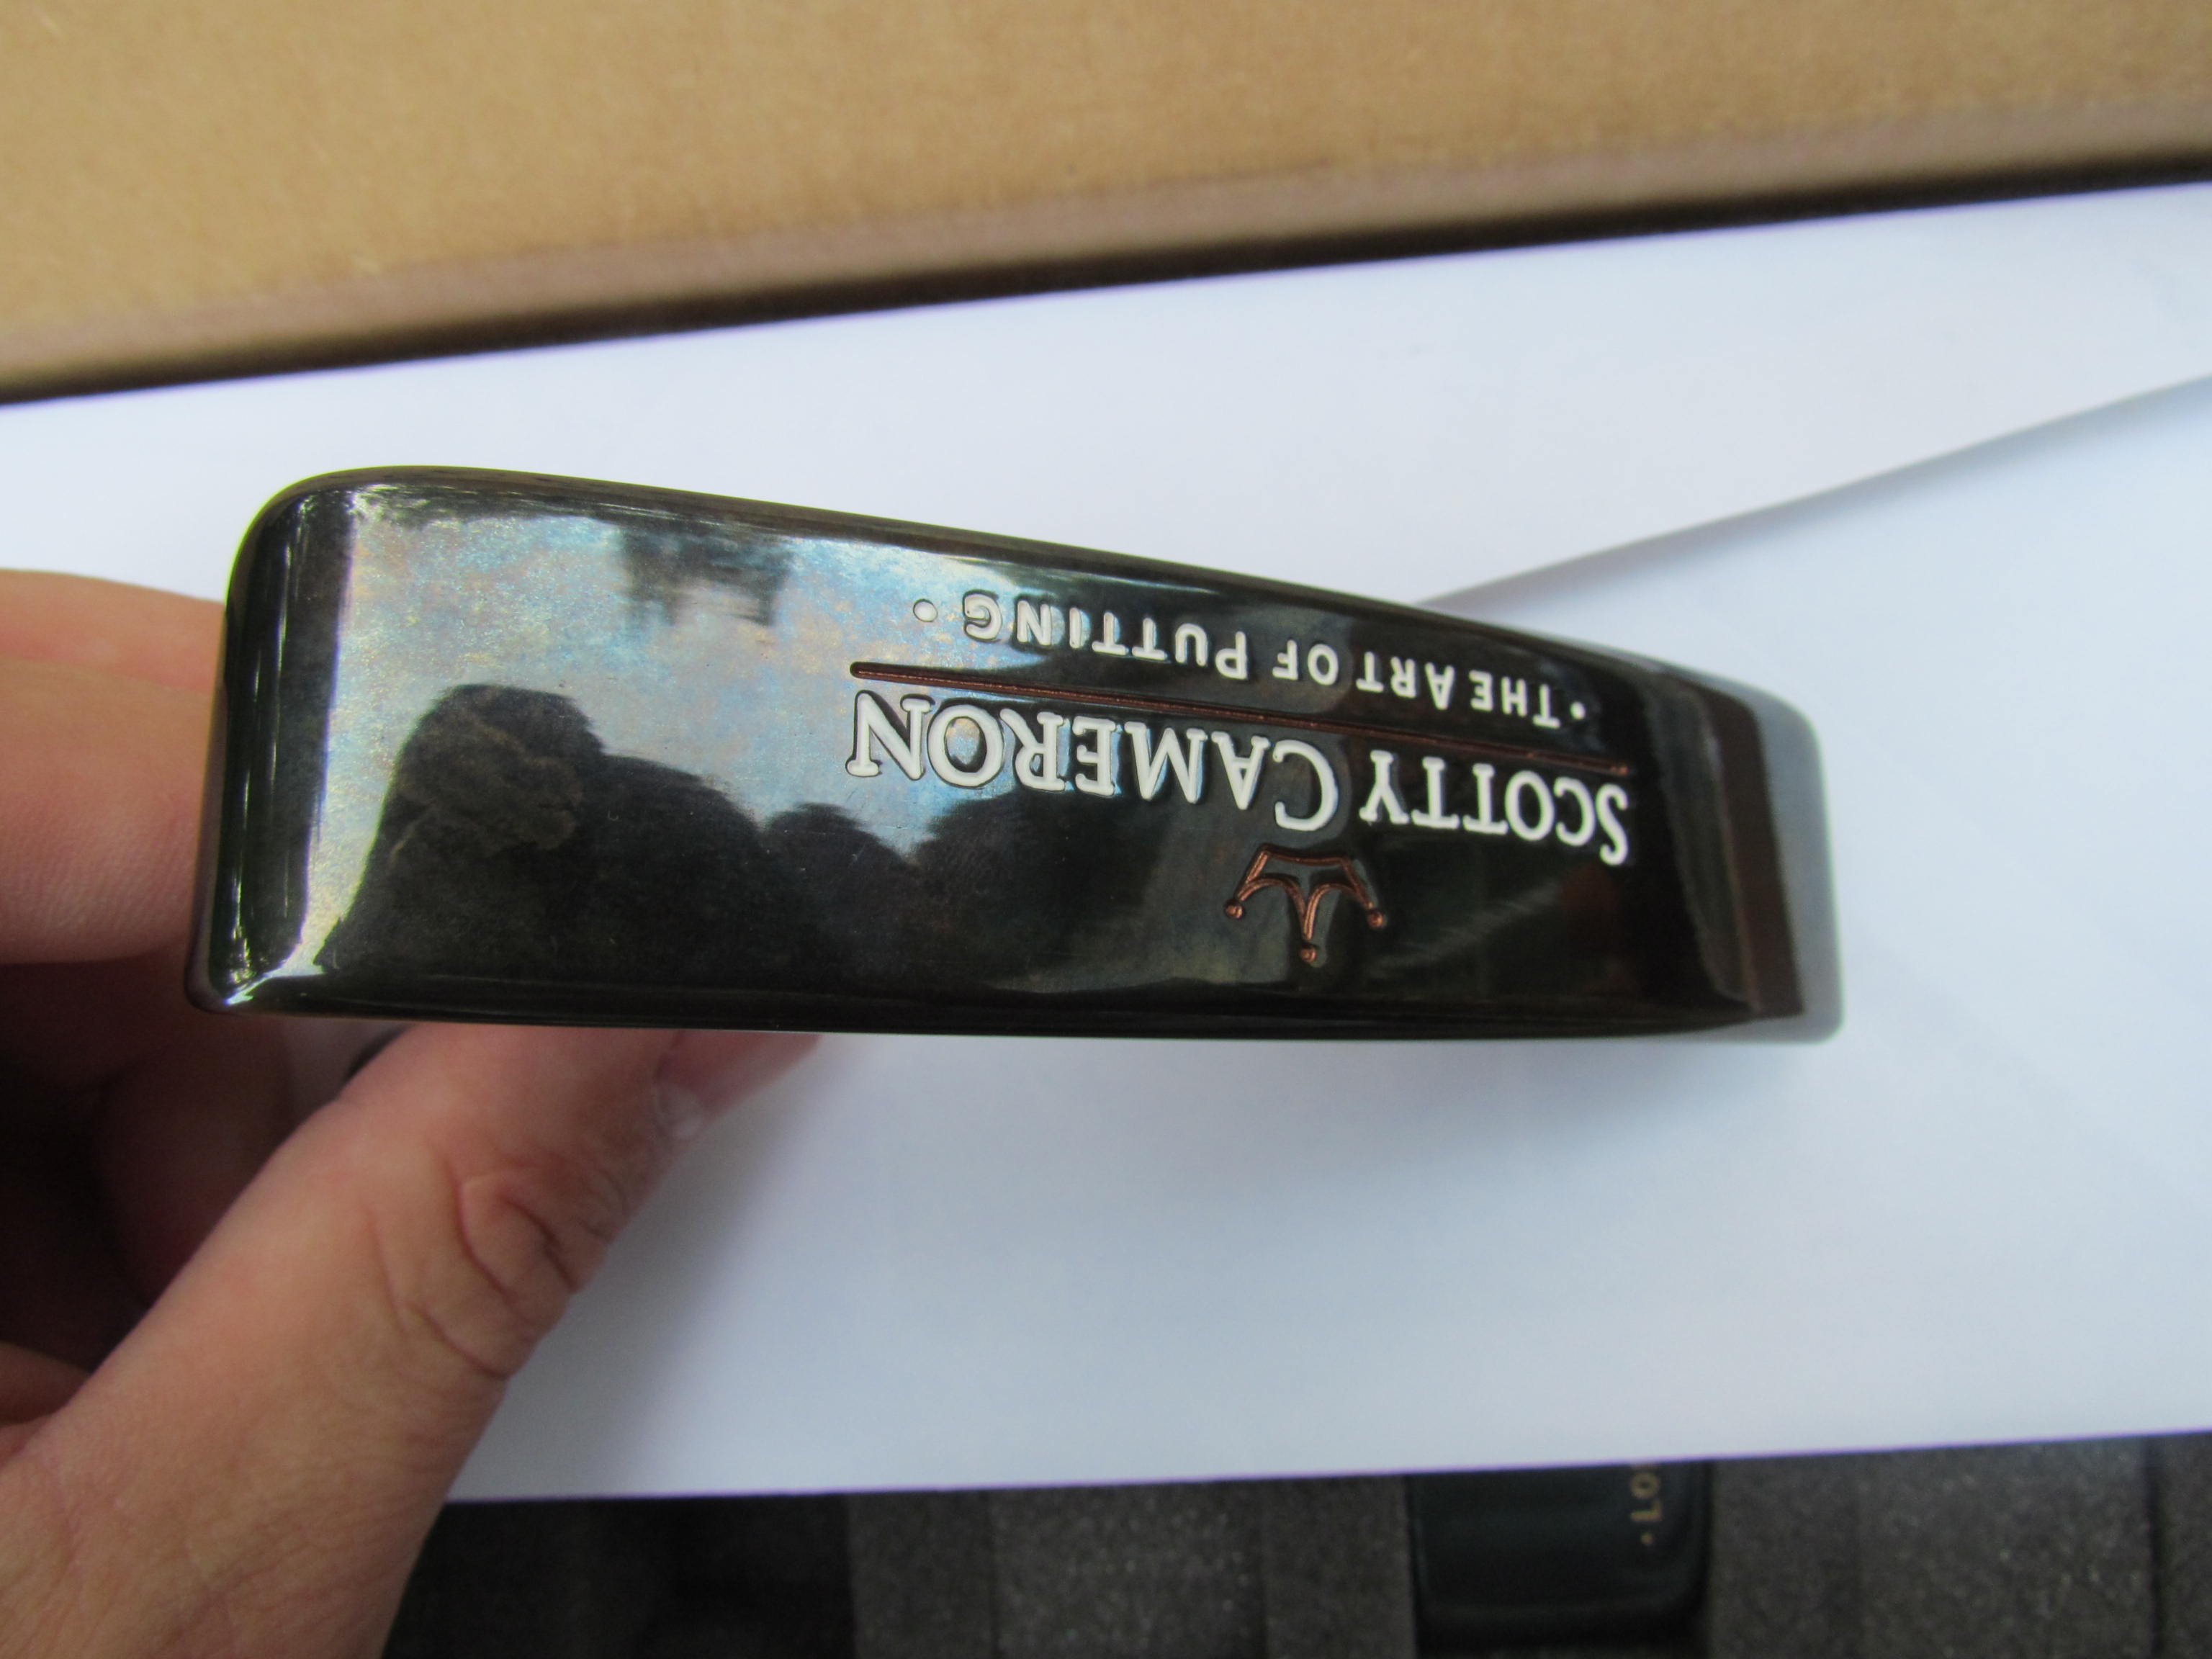 SCOTTY CAMERON
• THE ART OF PUTTING •